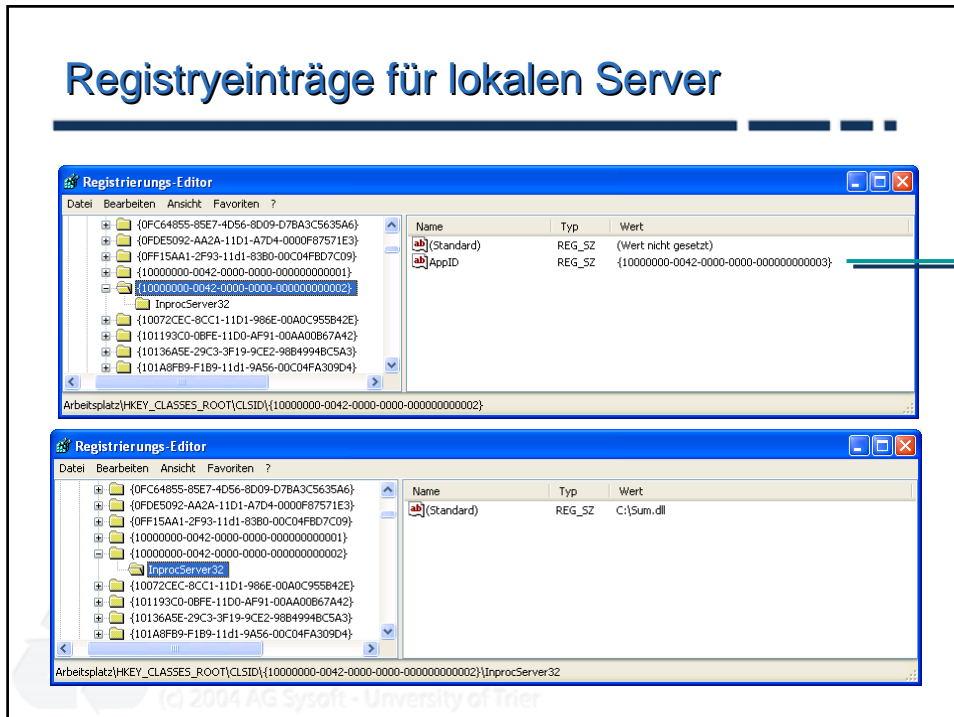 Registryeinträge für lokalen Server
Registrierungs-Editor
Datei Bearbeiten Ansicht Favoriten ?
{0FC64855-85E7-4D56-8D09-D7BA3C5635A6}
{0FDE5092-AA2A-11D1-A7D4-0000F87571E3}
{0FF15AA1-2F93-11d1-83B0-00C04FBD7C09}
{10000000-0042-0000-0000-000000000001}
{10000000-0042-0000-0000-000000000002}
InprocServer32
{10072CEC-8CC1-11D1-986E-00A0C955B42E}
{101193C0-0BFE-11D0-AF91-00AA00B67A42}
{10136A5E-29C3-3F19-9CE2-98B4994BC5A3}
{101A8FB9-F1B9-11d1-9A56-00C04FA309D4}
Name Typ Wert
(Standard) REG_SZ (Wert nicht gesetzt)
AppID REG_SZ {10000000-0042-0000-0000-000000000003}
Arbeitsplatz\HKEY_CLASSES_ROOT\CLSID\{10000000-0042-0000-0000-000000000002}
Registrierungs-Editor
Datei Bearbeiten Ansicht Favoriten ?
{0FC64855-85E7-4D56-8D09-D7BA3C5635A6}
{0FDE5092-AA2A-11D1-A7D4-0000F87571E3}
{0FF15AA1-2F93-11d1-83B0-00C04FBD7C09}
{10000000-0042-0000-0000-000000000001}
{10000000-0042-0000-0000-000000000002}
InprocServer32
{10072CEC-8CC1-11D1-986E-00A0C955B42E}
{101193C0-0BFE-11D0-AF91-00AA00B67A42}
{10136A5E-29C3-3F19-9CE2-98B4994BC5A3}
{101A8FB9-F1B9-11d1-9A56-00C04FA309D4}
Name Typ Wert
(Standard) REG_SZ C:\Sum.dll
Arbeitsplatz\HKEY_CLASSES_ROOT\CLSID\{10000000-0042-0000-0000-000000000002}\InprocServer32
(c) 2004 AG Sysoft - Unversity of Trier